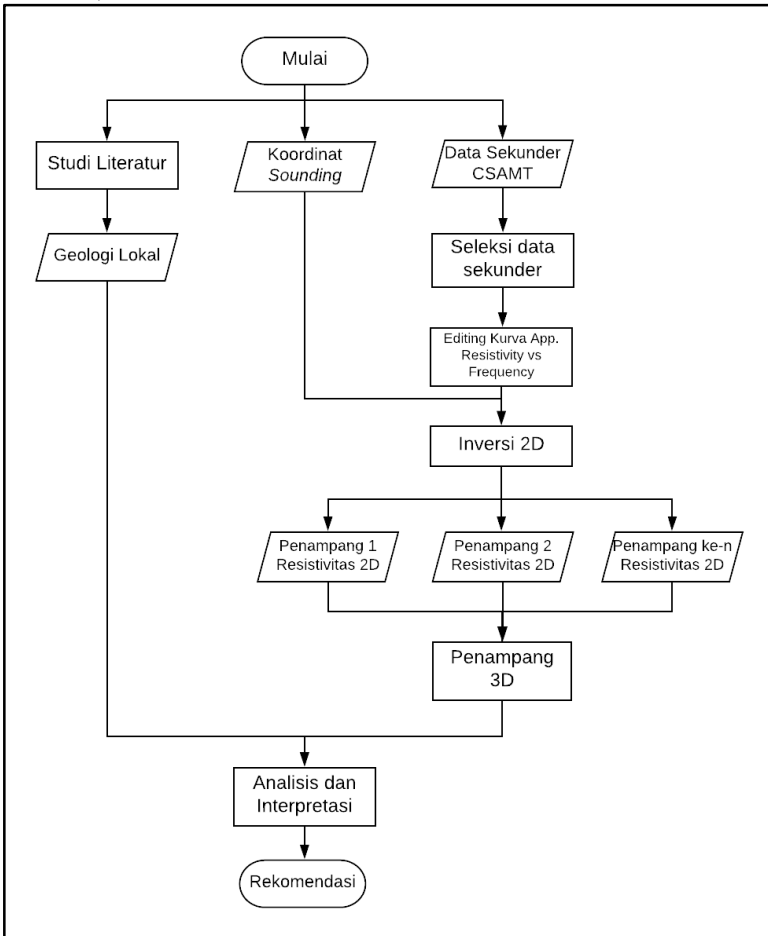 Mulai
Studi Literatur
Koordinat
Sounding
Data Sekunder
CSAMT
Geologi Lokal
Seleksi data
sekunder
Editing Kurva App.
Resistivity vs
Frequency
Inversi 2D
Penampang 1
Resistivitas 2D
Penampang 2
Resistivitas 2D
Penampang ke-n
Resistivitas 2D
Penampang
3D
Analisis dan
Interpretasi
Rekomendasi